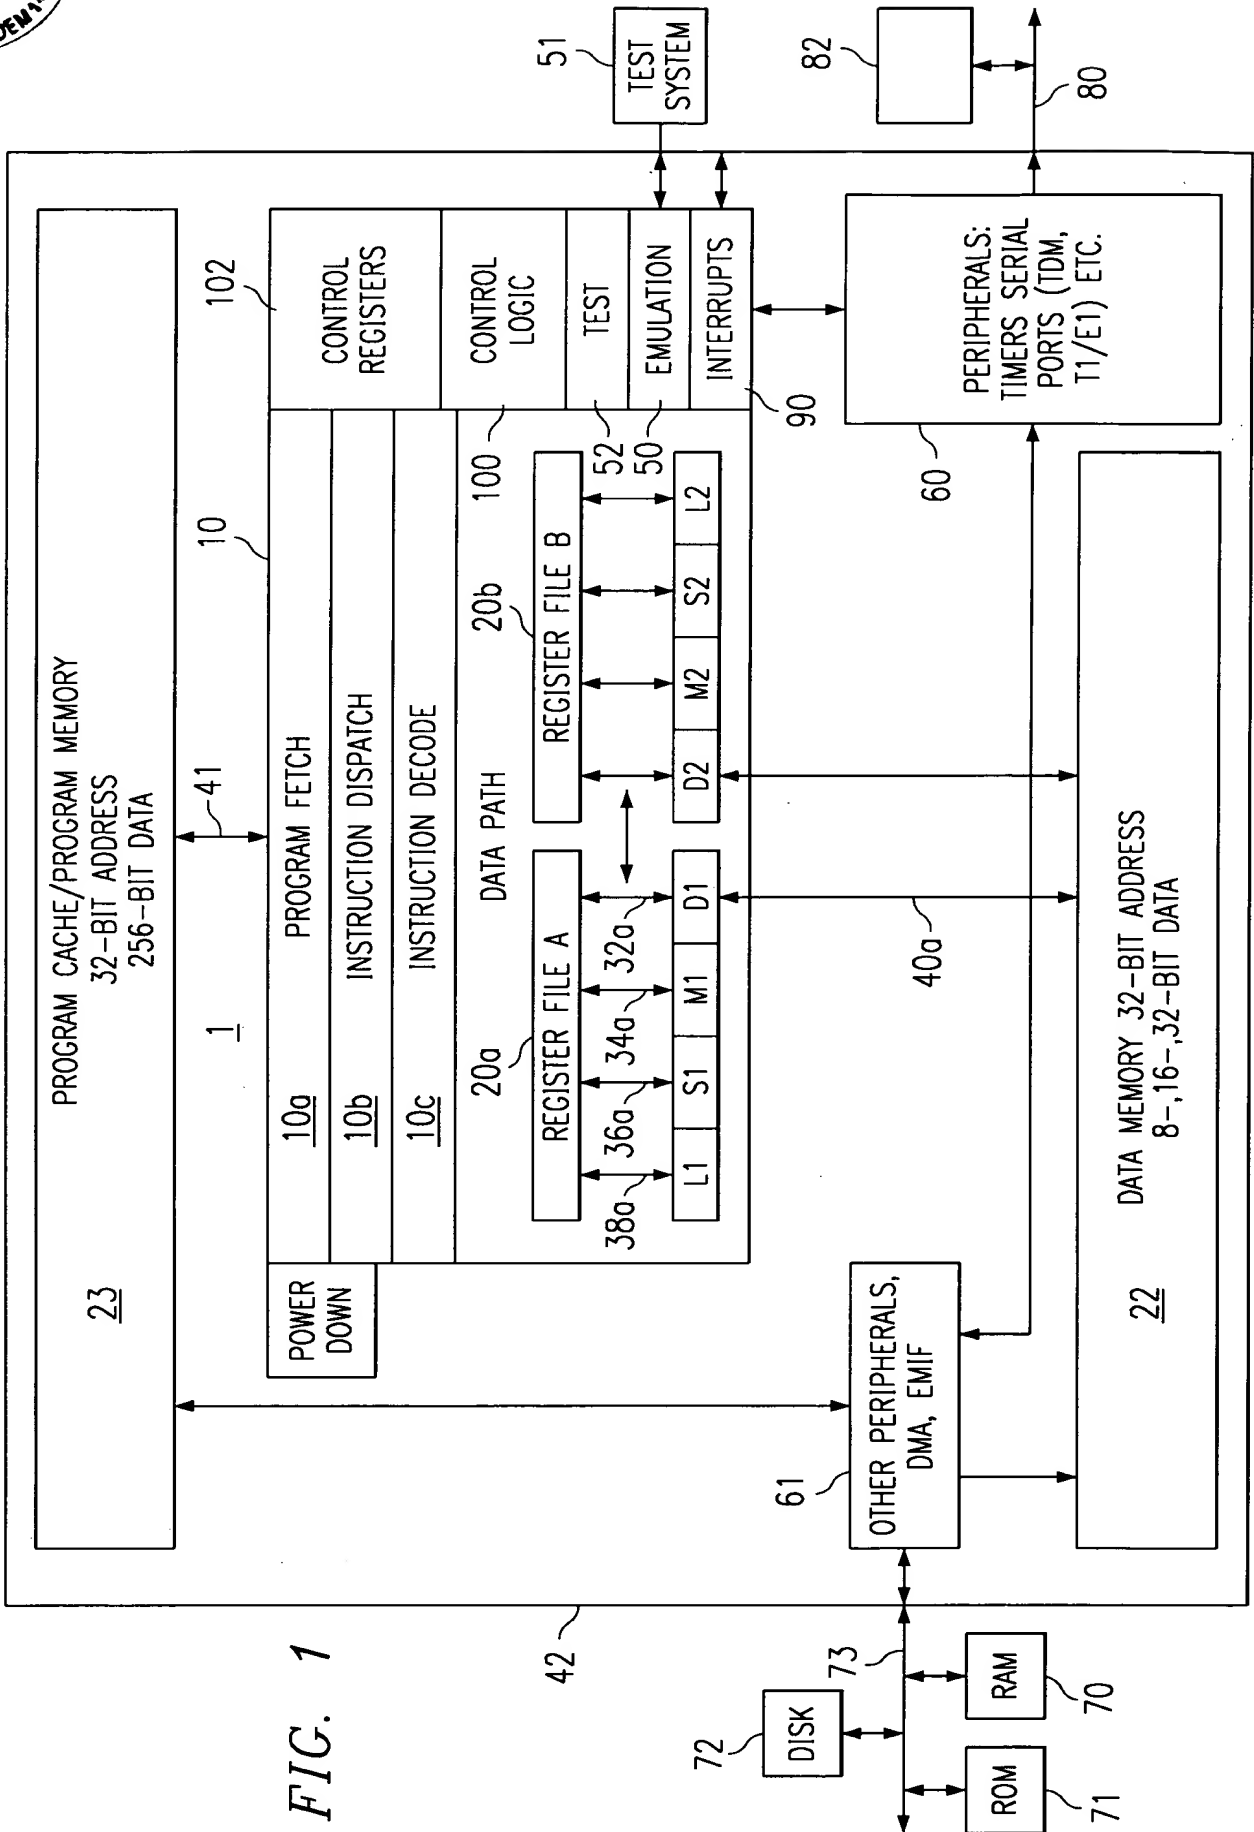 FIG. 1
PROGRAM CACHE/PROGRAM MEMORY
32-BIT ADDRESS
256-BIT DATA
23
1
41
10
102
POWER
DOWN
10a
PROGRAM FETCH
10b
INSTRUCTION DISPATCH
10c
INSTRUCTION DECODE
DATA PATH
20a
20b
100
REGISTER FILE A
REGISTER FILE B
38a
36a
34a
32a
52
50
L1
S1
M1
D1
D2
M2
S2
L2
CONTROL
REGISTERS
CONTROL
LOGIC
TEST
EMULATION
INTERRUPTS
90
51
TEST
SYSTEM
82
80
42
61
OTHER PERIPHERALS,
DMA, EMIF
40a
60
PERIPHERALS:
TIMERS SERIAL
PORTS (TDM,
T1/E1) ETC.
72
DISK
73
ROM
71
RAM
70
22
DATA MEMORY 32-BIT ADDRESS
8-,16-,32-BIT DATA